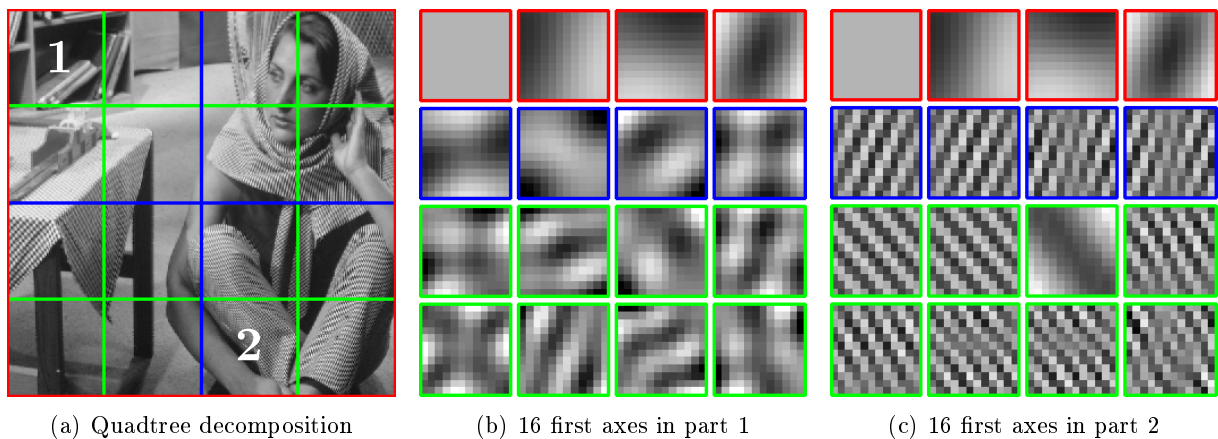 1
2
(a) Quadtree decomposition
(b) 16 first axes in part 1
(c) 16 first axes in part 2